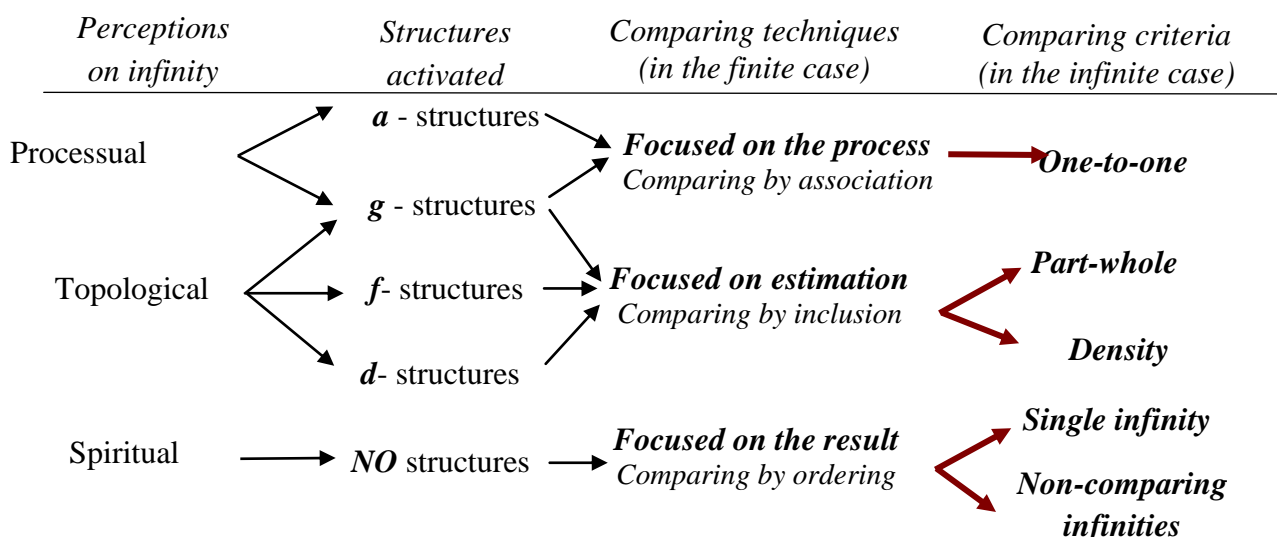 Perceptions on infinity
Structures activated
Comparing techniques (in the finite case)
Comparing criteria (in the infinite case)
a - structures
Processual
Focused on the process
Comparing by association
One-to-one
g - structures
Topological
f- structures
Focused on estimation
Comparing by inclusion
Part-whole
Density
d- structures
Spiritual
NO structures
Focused on the result
Comparing by ordering
Single infinity
Non-comparing infinities